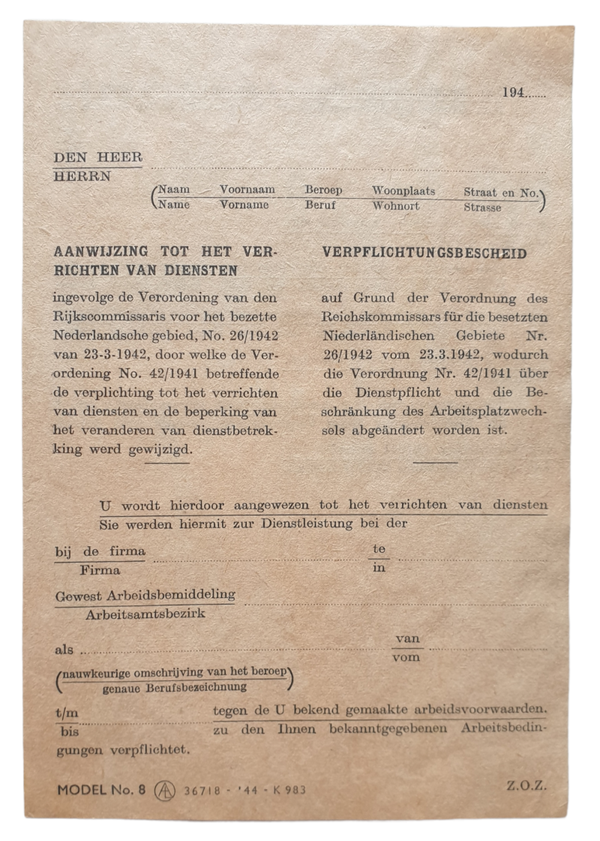 194......
DEN HEER
HERRN
(Naam Voornaam Beroep Woonplaats Straat en No.)
(Name Vorname Beruf Wohnort Strasse)
AANWIJZING TOT HET VER-
RICHTEN VAN DIENSTEN
ingevolge de Verordening van den
Rijkscommissaris voor het bezette
Nederlandsche gebied, No. 26/1942
van 23-3-1942, door welke de Ver-
ordening No. 42/1941 betreffende
de verplichting tot het verrichten
van diensten en de beperking van
het veranderen van dienstbetrek-
king werd gewijzigd.
VERPFLICHTUNGSBESCHEID
auf Grund der Verordnung des
Reichskommissars für die besetzten
Niederländischen Gebiete Nr.
26/1942 vom 23.3.1942, wodurch
die Verordnung Nr. 42/1941 über
die Dienstpflicht und die Be-
schränkung des Arbeitsplatzwech-
sels abgeändert worden ist.
U wordt hierdoor aangewezen tot het verrichten van diensten
Sie werden hiermit zur Dienstleistung bei der
bij de firma te
Firma in
Gewest Arbeidsbemiddeling
Arbeitsamtsbezirk
als van
vom
(nauwkeurige omschrijving van het beroep)
genaue Berufsbezeichnung
t/m tegen de U bekend gemaakte arbeidsvoorwaarden.
bis zu den Ihnen bekanntgegebenen Arbeitsbedin-
gungen verpflichtet.
MODEL No. 8 36718 - '44 - K 983 Z.O.Z.